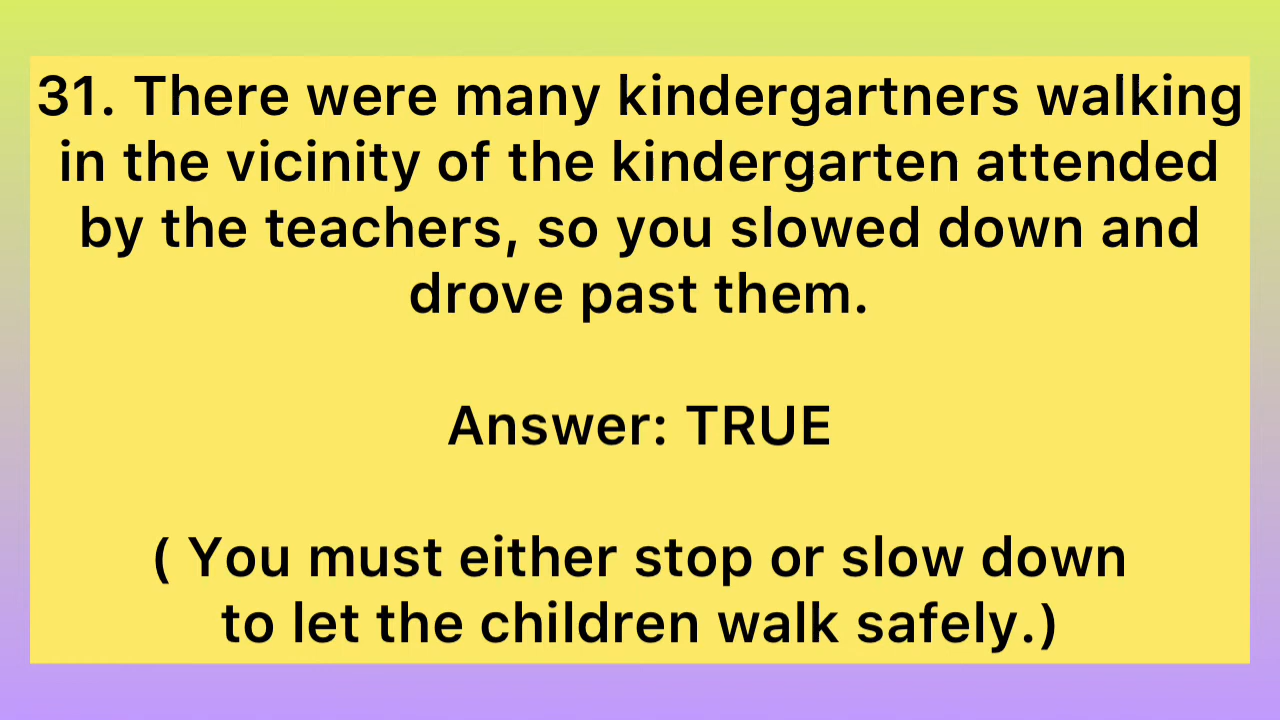 31. There were many kindergartners walking
in the vicinity of the kindergarten attended
by the teachers, so you slowed down and
drove past them.
Answer: TRUE
( You must either stop or slow down
to let the children walk safely.)